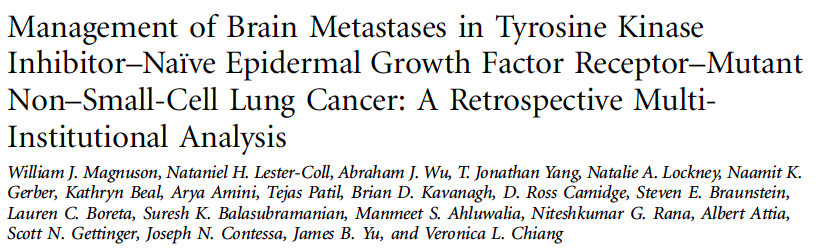 Management of Brain Metastases in Tyrosine Kinase
Inhibitor–Naïve Epidermal Growth Factor Receptor–Mutant
Non–Small-Cell Lung Cancer: A Retrospective Multi-
Institutional Analysis
William J. Magnuson, Nataniel H. Lester-Coll, Abraham J. Wu, T. Jonathan Yang, Natalie A. Lockney, Naamit K.
Gerber, Kathryn Beal, Arya Amini, Tejas Patil, Brian D. Kavanagh, D. Ross Camidge, Steven E. Braunstein,
Lauren C. Boreta, Suresh K. Balasubramanian, Manmeet S. Ahluwalia, Niteshkumar G. Rana, Albert Attia,
Scott N. Gettinger, Joseph N. Contessa, James B. Yu, and Veronica L. Chiang